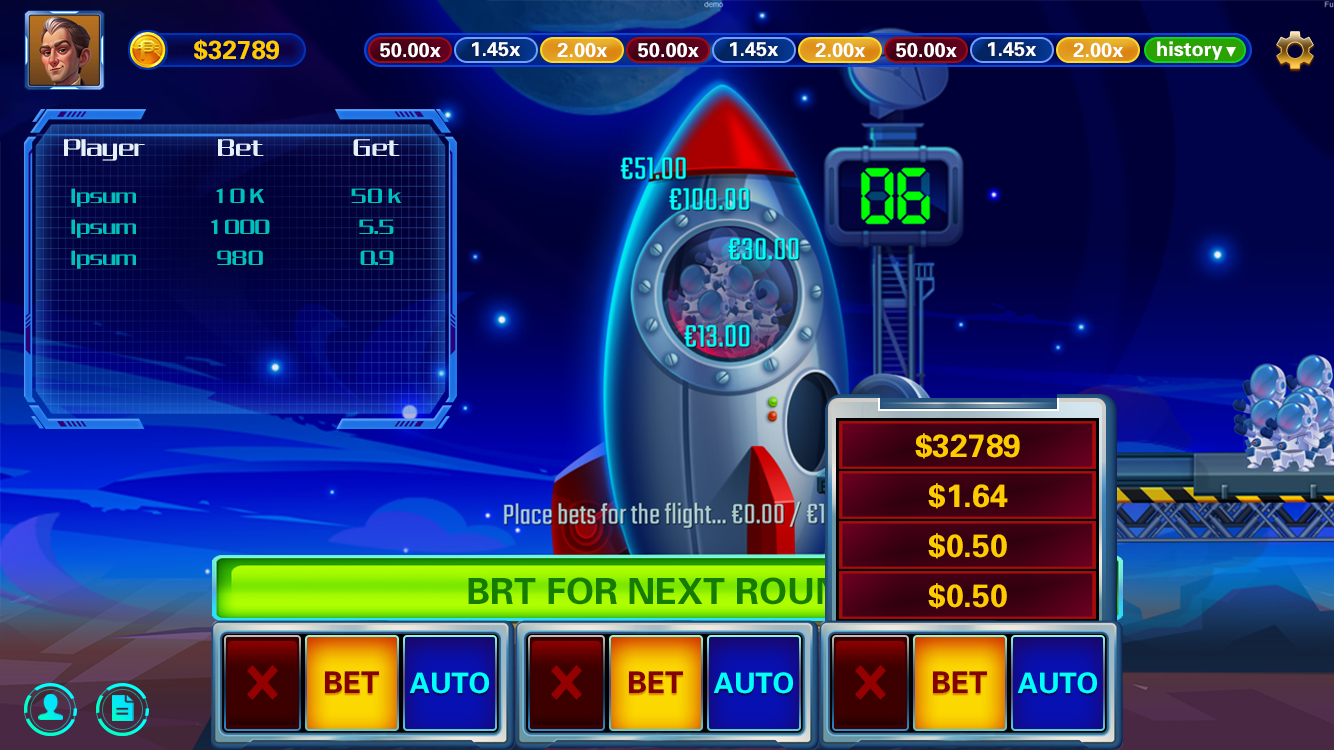 demo
Fu
$32789
50.00x 1.45x 2.00x 50.00x 1.45x 2.00x 50.00x 1.45x 2.00x history
Player Bet Get
Ipsum 10K 50k
Ipsum 1000 5.5
Ipsum 980 0.9
06
€51.00
€100.00
€30.00
€13.00
Place bets for the flight... €0.00 / €1
$32789
$1.64
$0.50
$0.50
BRT FOR NEXT ROUN
X BET AUTO X BET AUTO X BET AUTO